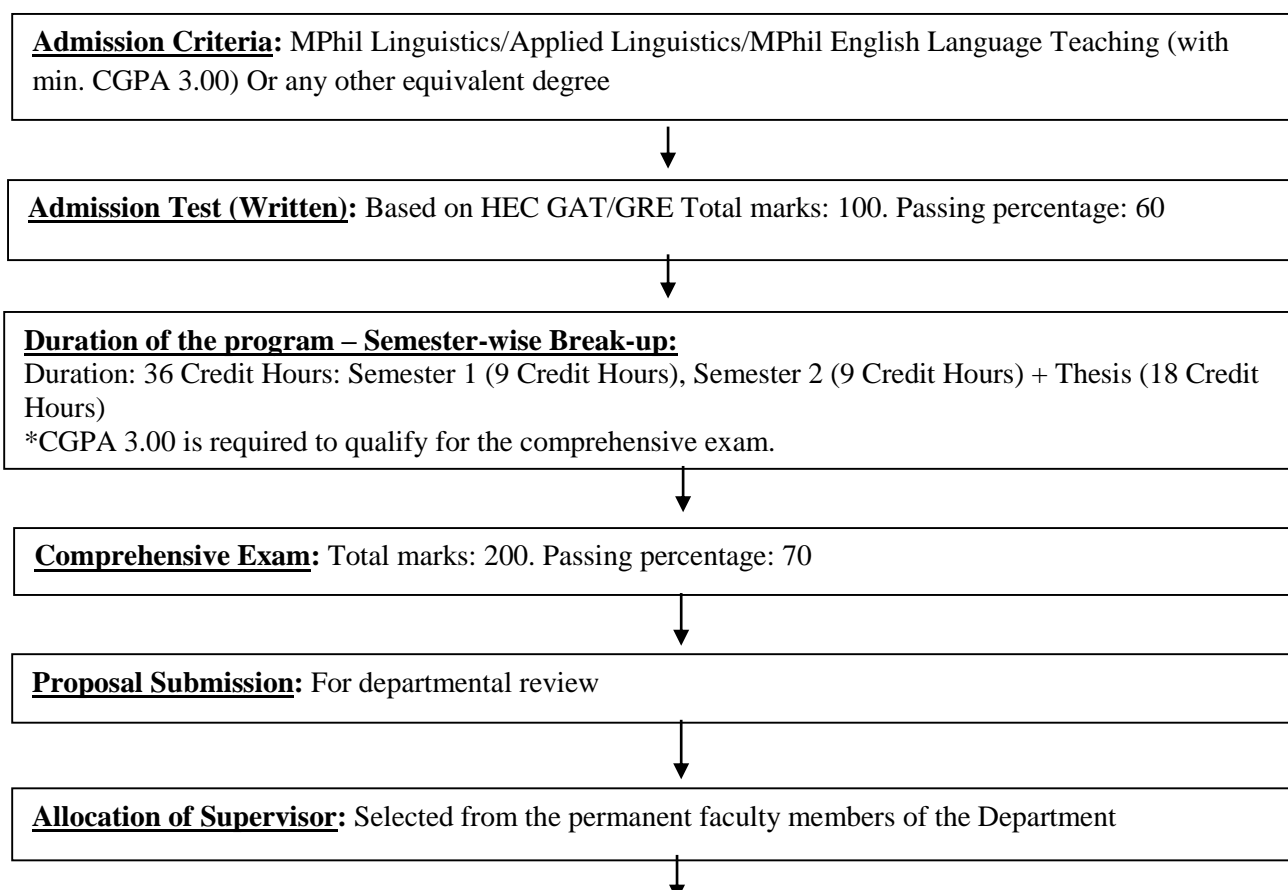 Admission Criteria: MPhil Linguistics/Applied Linguistics/MPhil English Language Teaching (with
min. CGPA 3.00) Or any other equivalent degree
Admission Test (Written): Based on HEC GAT/GRE Total marks: 100. Passing percentage: 60
Duration of the program – Semester-wise Break-up:
Duration: 36 Credit Hours: Semester 1 (9 Credit Hours), Semester 2 (9 Credit Hours) + Thesis (18 Credit
Hours)
*CGPA 3.00 is required to qualify for the comprehensive exam.
Comprehensive Exam: Total marks: 200. Passing percentage: 70
Proposal Submission: For departmental review
Allocation of Supervisor: Selected from the permanent faculty members of the Department